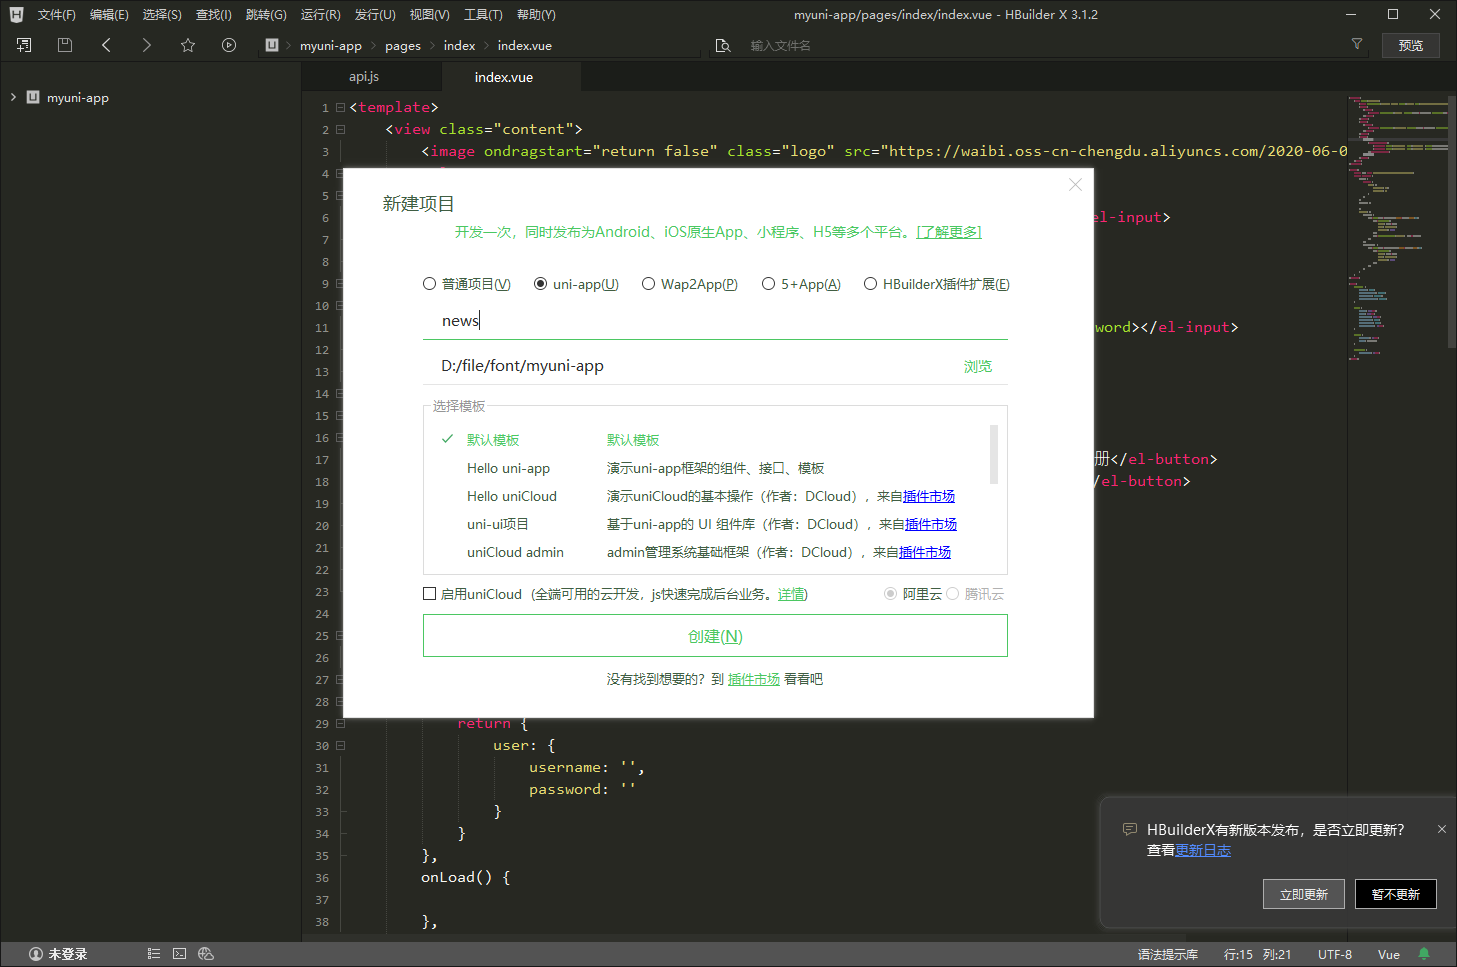 文件(F) 编辑(E) 选择(S) 查找(I) 跳转(G) 运行(R) 发行(U) 视图(V) 工具(T) 帮助(Y) myuni-app/pages/index/index.vue - HBuilder X 3.1.2
myuni-app pages index index.vue 输入文件名 预览
myuni-app
api.js index.vue
1 <template>
2 <view class="content">
3 <image ondragstart="return false" class="logo" src="https://waibi.oss-cn-chengdu.aliyuncs.com/2020-06-0
4
5
6 el-input>
7
8
9
10
11 word></el-input>
12
13
14
15
16
17 册</el-button>
18 /el-button>
19
20
21
22
23
24
25
26
27
28
29 return {
30 user: {
31 username: '',
32 password: ''
33 }
34 }
35 },
36 onLoad() {
37
38 },
新建项目
开发一次，同时发布为Android、iOS原生App、小程序、H5等多个平台。[了解更多]
普通项目(V) uni-app(U) Wap2App(P) 5+App(A) HBuilderX插件扩展(E)
news
D:/file/font/myuni-app 浏览
选择模板
默认模板 默认模板
Hello uni-app 演示uni-app框架的组件、接口、模板
Hello uniCloud 演示uniCloud的基本操作（作者：DCloud），来自插件市场
uni-ui项目 基于uni-app的 UI 组件库（作者：DCloud），来自插件市场
uniCloud admin admin管理系统基础框架（作者：DCloud），来自插件市场
启用uniCloud（全端可用的云开发，js快速完成后台业务。详情) 阿里云 腾讯云
创建(N)
没有找到想要的？到 插件市场 看看吧
HBuilderX有新版本发布，是否立即更新？
查看更新日志
立即更新 暂不更新
未登录 语法提示库 行:15 列:21 UTF-8 Vue